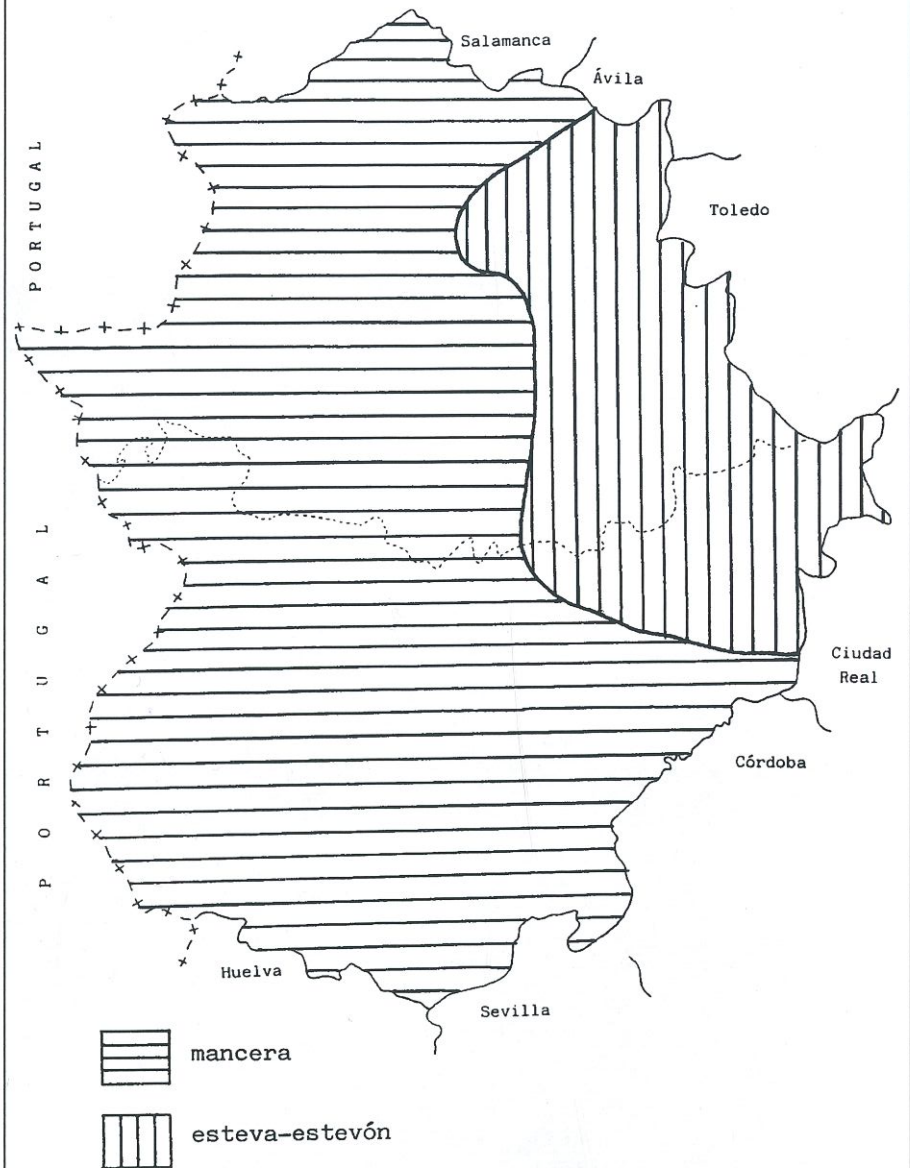 Salamanca
Ávila
PORTUGAL
Toledo
PORTUGAL
Ciudad
Real
Córdoba
Huelva
Sevilla
mancera
esteva-estevón